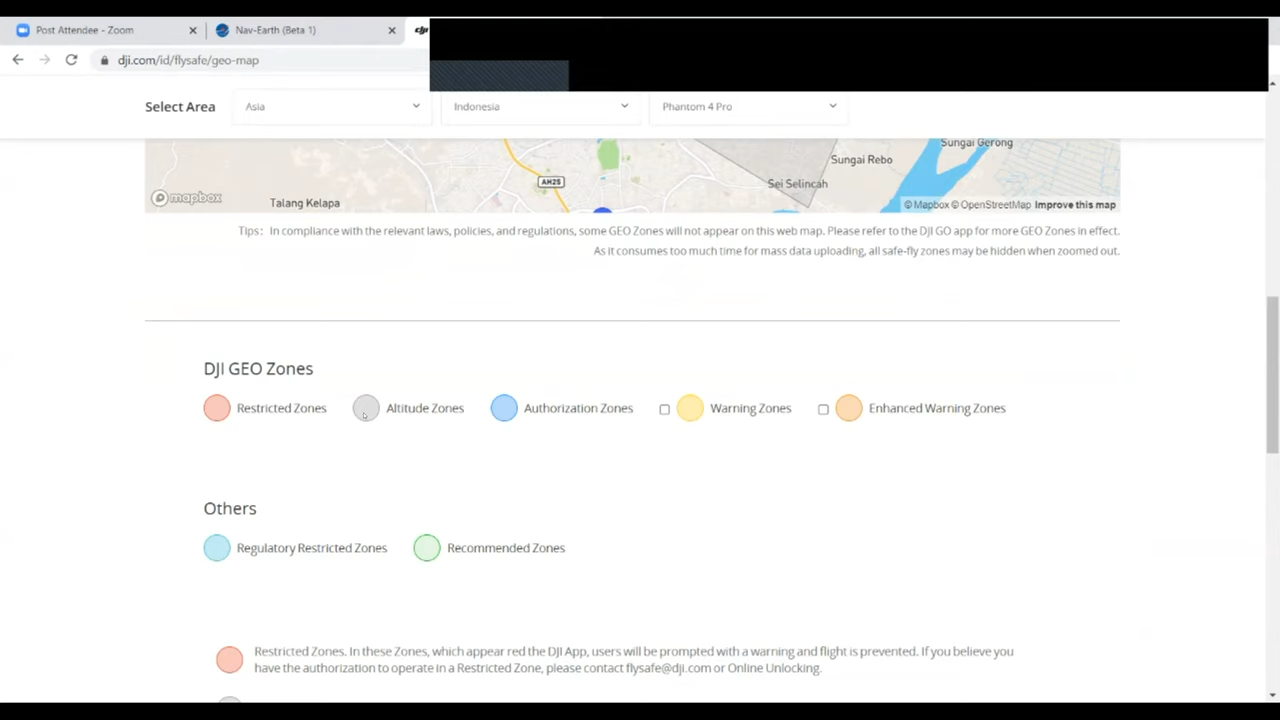 Post Attendee - Zoom
Nav-Earth (Beta 1)
dji
dji.com/id/flysafe/geo-map
Select Area
Asia
Indonesia
Phantom 4 Pro
Sungai Gerong
Sungai Rebo
AH25
Sei Selincah
mapbox
Talang Kelapa
© Mapbox © OpenStreetMap Improve this map
Tips: In compliance with the relevant laws, policies, and regulations, some GEO Zones will not appear on this web map. Please refer to the DJI GO app for more GEO Zones in effect.
As it consumes too much time for mass data uploading, all safe-fly zones may be hidden when zoomed out.
DJI GEO Zones
Restricted Zones
Altitude Zones
Authorization Zones
Warning Zones
Enhanced Warning Zones
Others
Regulatory Restricted Zones
Recommended Zones
Restricted Zones. In these Zones, which appear red the DJI App, users will be prompted with a warning and flight is prevented. If you believe you
have the authorization to operate in a Restricted Zone, please contact flysafe@dji.com or Online Unlocking.